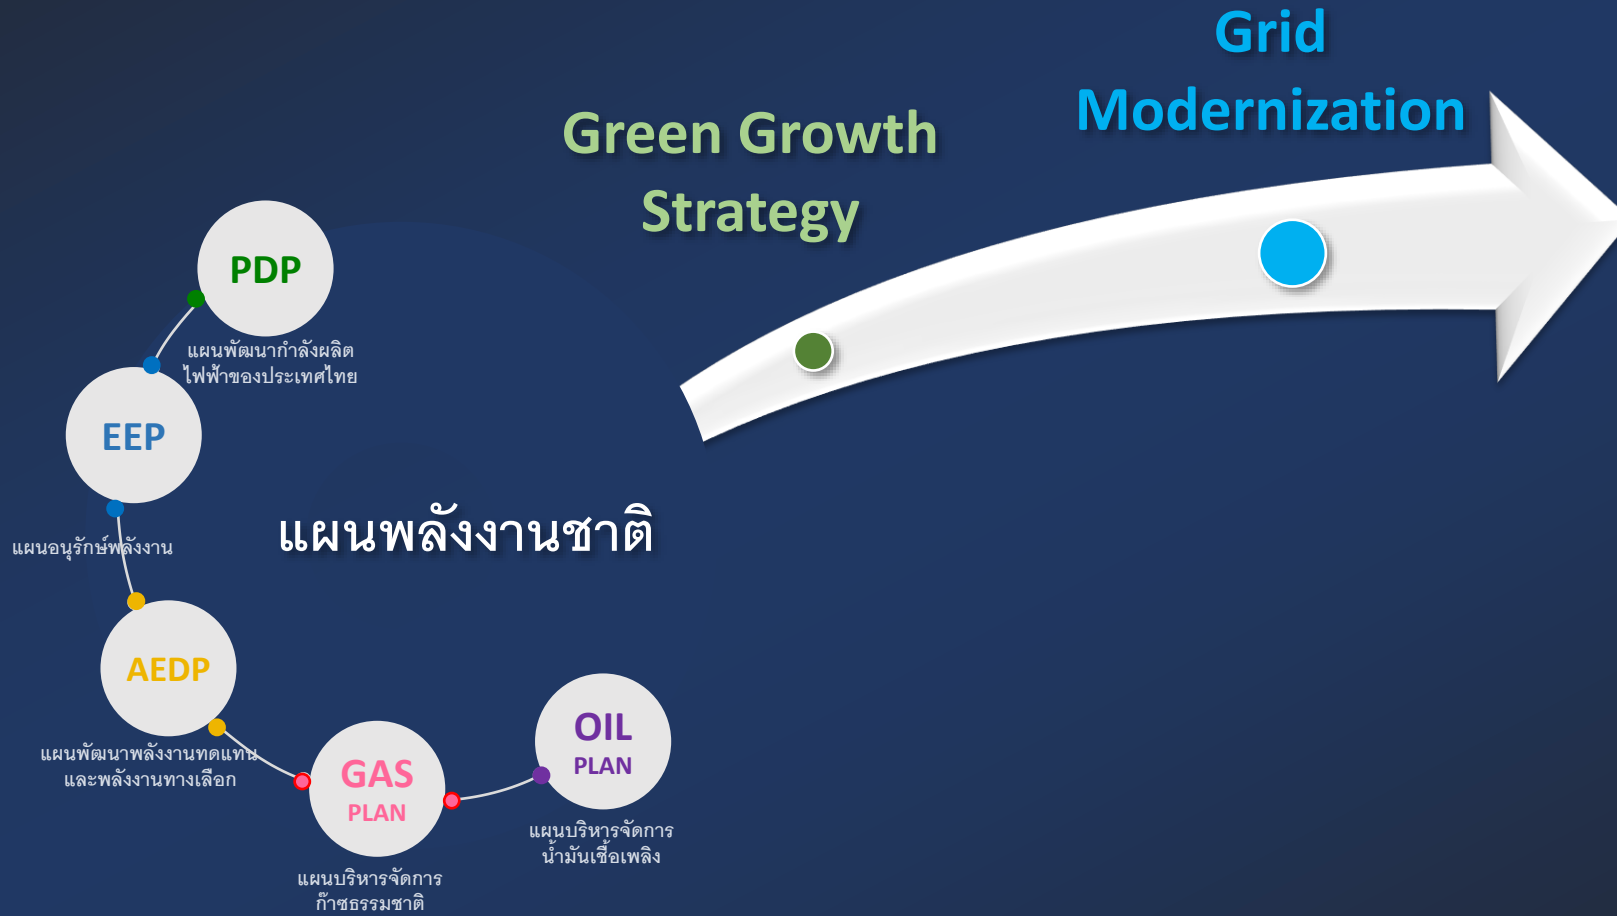 Grid
Modernization
Green Growth
Strategy
PDP
แผนพัฒนากำลังผลิต
ไฟฟ้าของประเทศไทย
EEP
แผนอนุรักษ์พลังงาน
แผนพลังงานชาติ
AEDP
แผนพัฒนาพลังงานทดแทน
และพลังงานทางเลือก
GAS
PLAN
แผนบริหารจัดการ
ก๊าซธรรมชาติ
OIL
PLAN
แผนบริหารจัดการ
น้ำมันเชื้อเพลิง